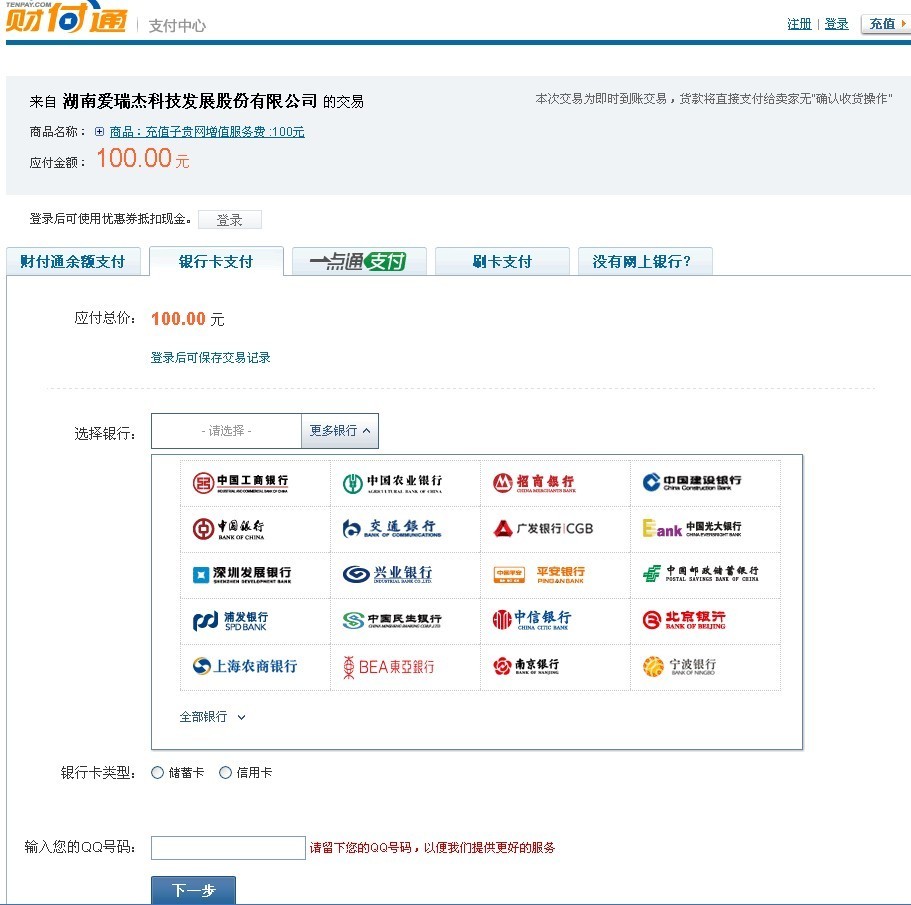 TENPAY.COM
财付通 | 支付中心
注册 | 登录 充值
来自 湖南爱瑞杰科技发展股份有限公司 的交易
本次交易为即时到账交易，货款将直接支付给卖家无"确认收货操作"
商品名称： 商品：充值子贵网增值服务费:100元
应付金额： 100.00元
登录后可使用优惠券抵扣现金。 登录
财付通余额支付 银行卡支付 一点通支付 刷卡支付 没有网上银行？
应付总价： 100.00 元
登录后可保存交易记录
选择银行： - 请选择 - 更多银行
中国工商银行 中国农业银行 招商银行 中国建设银行
INDUSTRIAL AND COMMERCIAL BANK OF CHINA AGRICULTURAL BANK OF CHINA CHINA MERCHANTS BANK China Construction Bank
中国银行 交通银行 广发银行|CGB Bank 中国光大银行
BANK OF CHINA BANK OF COMMUNICATIONS CHINA EVERBRIGHT BANK
深圳发展银行 兴业银行 中国平安 平安银行 中国邮政储蓄银行
SHENZHEN DEVELOPMENT BANK INDUSTRIAL BANK CO.,LTD. PINGAN BANK POSTAL SAVINGS BANK OF CHINA
浦发银行 中国民生银行 中信银行 北京银行
SPD BANK CHINA MINSHENG BANKING CORP.,LTD. CHINA CITIC BANK BANK OF BEIJING
上海农商银行 BEA東亞銀行 南京银行 宁波银行
BANK OF NANJING BANK OF NINGBO
全部银行
银行卡类型： 储蓄卡 信用卡
输入您的QQ号码： 请留下您的QQ号码，以便我们提供更好的服务
下一步